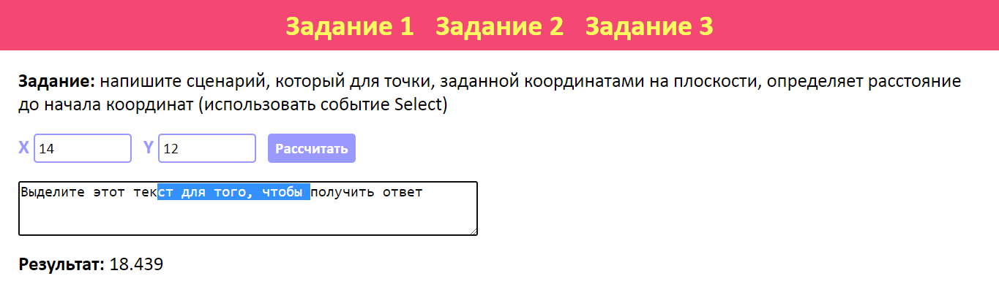 Задание 1 Задание 2 Задание 3
Задание: напишите сценарий, который для точки, заданной координатами на плоскости, определяет расстояние
до начала координат (использовать событие Select)
X 14 Y 12 Рассчитать
Выделите этот текст для того, чтобы получить ответ
Результат: 18.439